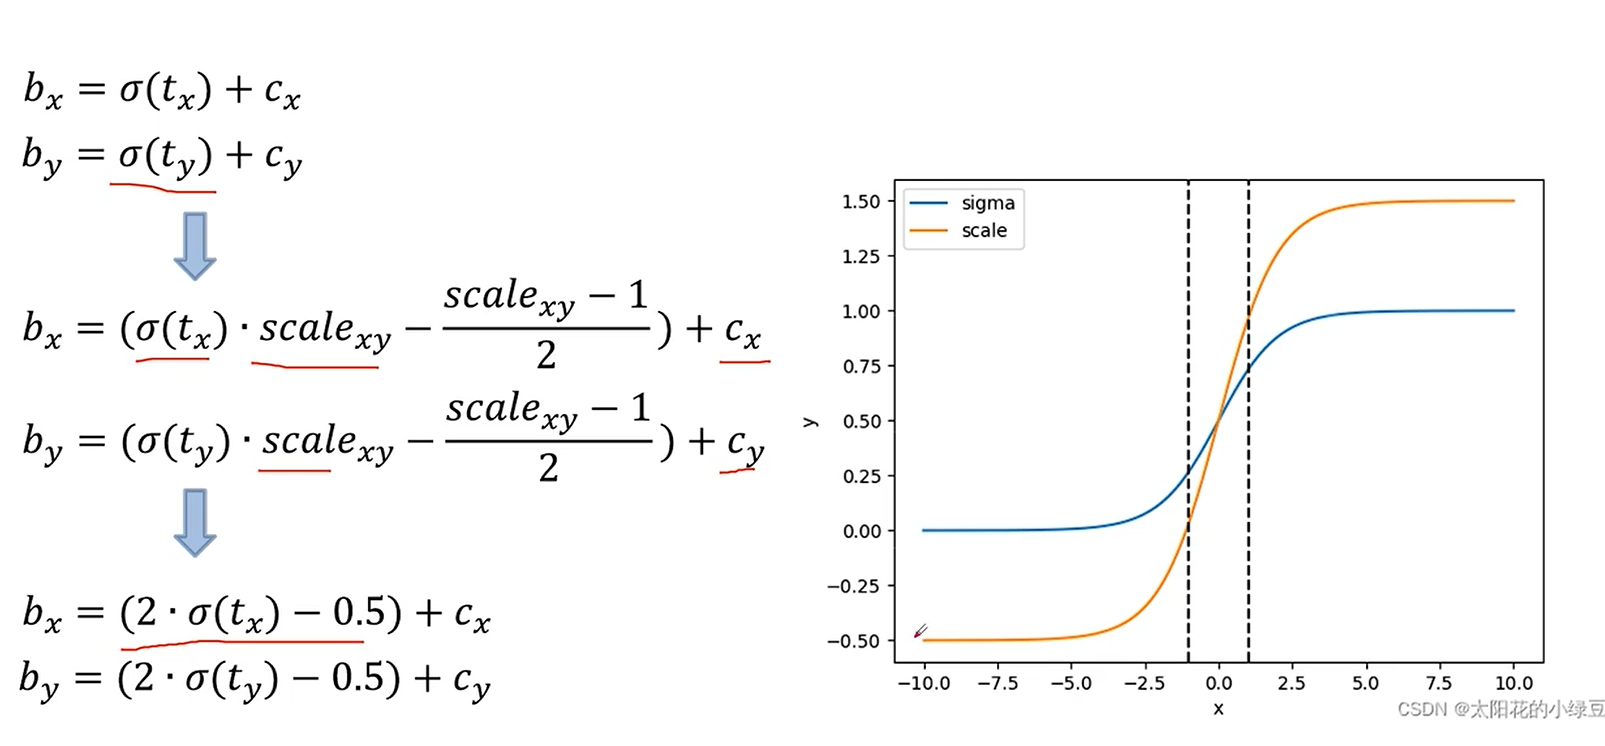 b_x = σ(t_x) + c_x
b_y = σ(t_y) + c_y
b_x = (σ(t_x) · scale_xy − (scale_xy − 1)/2) + c_x
b_y = (σ(t_y) · scale_xy − (scale_xy − 1)/2) + c_y
b_x = (2 · σ(t_x) − 0.5) + c_x
b_y = (2 · σ(t_y) − 0.5) + c_y
sigma
scale
1.50
1.25
1.00
0.75
0.50
0.25
0.00
−0.25
−0.50
y
−10.0 −7.5 −5.0 −2.5 0.0 2.5 5.0 7.5 10.0
x
CSDN @太阳花的小绿豆